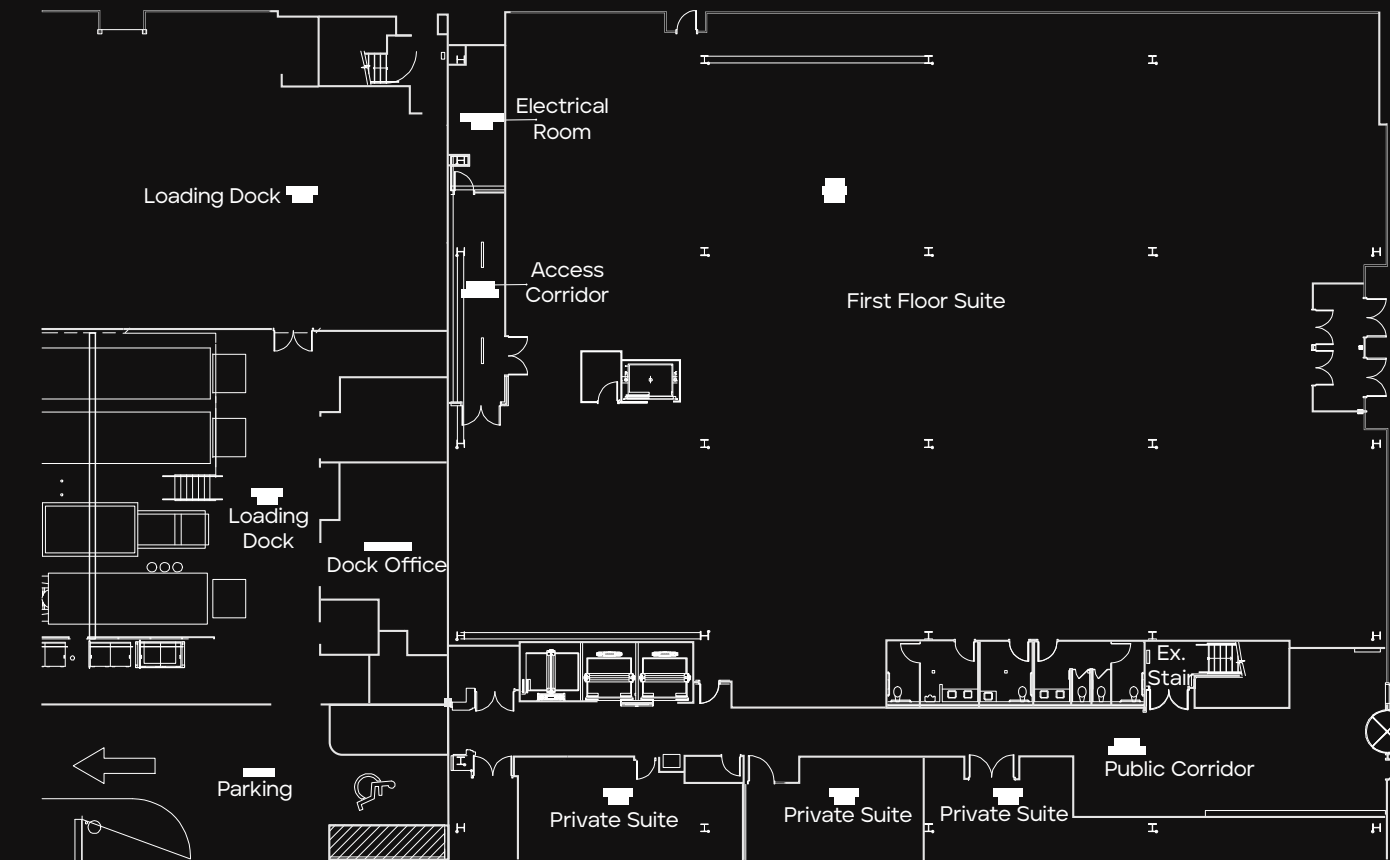 Electrical
Room
Loading Dock
Access
Corridor
First Floor Suite
Loading
Dock
Dock Office
Ex.
Stair
Public Corridor
Parking
Private Suite
Private Suite
Private Suite